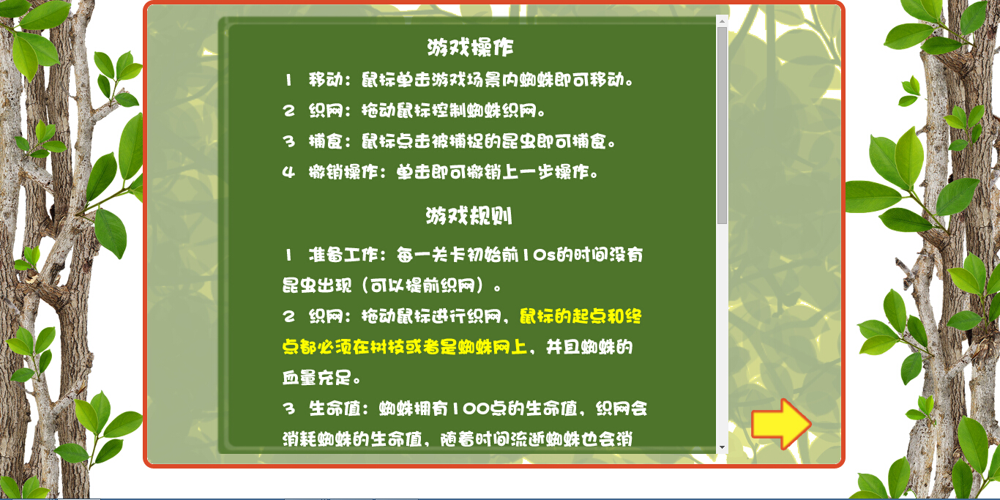 游戏操作
1 移动：鼠标单击游戏场景内蜘蛛即可移动。
2 织网：拖动鼠标控制蜘蛛织网。
3 捕食：鼠标点击被捕捉的昆虫即可捕食。
4 撤销操作：单击即可撤销上一步操作。
游戏规则
1 准备工作：每一关卡初始前10s的时间没有
昆虫出现（可以提前织网）。
2 织网：拖动鼠标进行织网，鼠标的起点和终
点都必须在树技或者是蜘蛛网上，并且蜘蛛的
血量充足。
3 生命值：蜘蛛拥有100点的生命值，织网会
消耗蜘蛛的生命值，随着时间流逝蜘蛛也会消